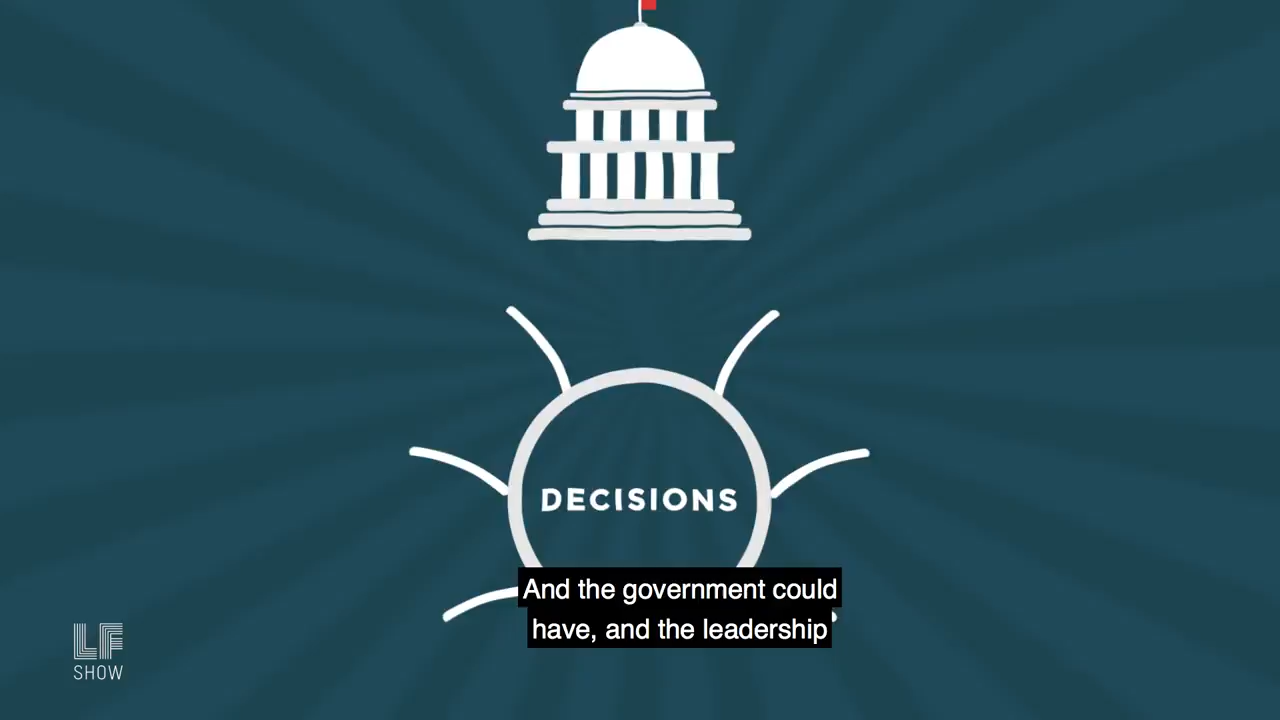 DECISIONS
And the government could
have, and the leadership
LF
SHOW